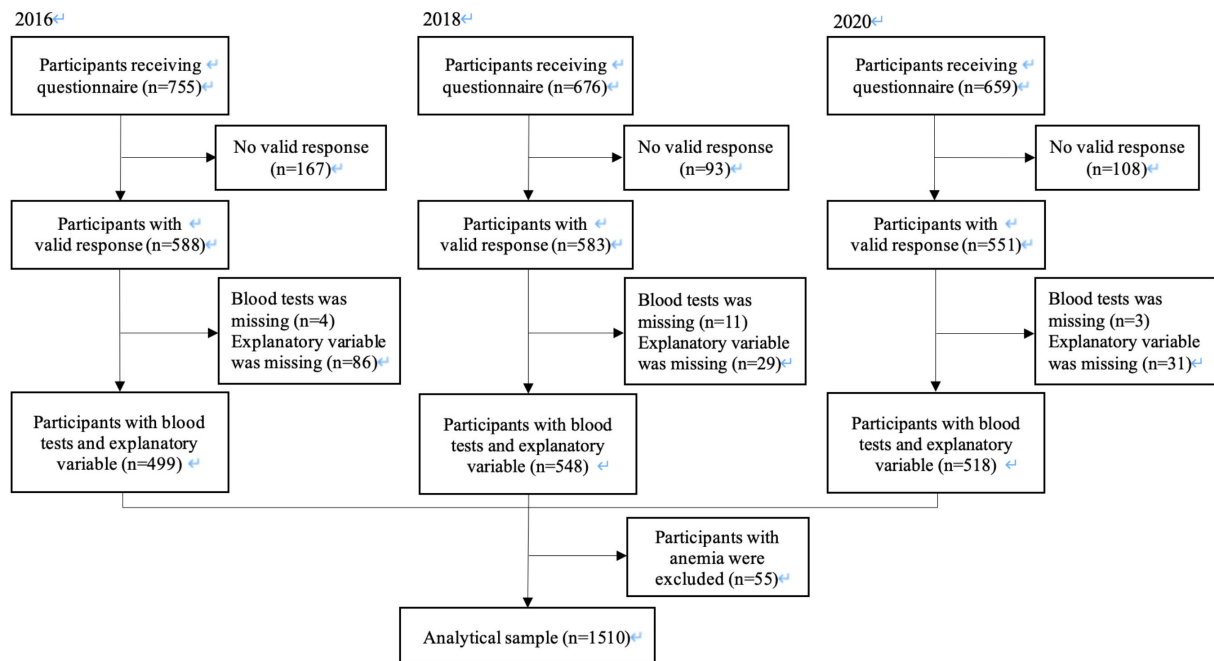 2016
Participants receiving ↵
questionnaire (n=755)↵
No valid response
(n=167)↵
Participants with ↵
valid response (n=588)↵
Blood tests was
missing (n=4)
Explanatory variable
was missing (n=86)↵
Participants with blood
tests and explanatory
variable (n=499) ↵
2018
Participants receiving ↵
questionnaire (n=676)↵
No valid response
(n=93)↵
Participants with ↵
valid response (n=583)↵
Blood tests was
missing (n=11)
Explanatory variable
was missing (n=29)↵
Participants with blood
tests and explanatory
variable (n=548) ↵
2020
Participants receiving ↵
questionnaire (n=659)↵
No valid response
(n=108)↵
Participants with ↵
valid response (n=551)↵
Blood tests was
missing (n=3)
Explanatory variable
was missing (n=31)↵
Participants with blood
tests and explanatory
variable (n=518) ↵
Participants with
anemia were
excluded (n=55)↵
Analytical sample (n=1510)↵